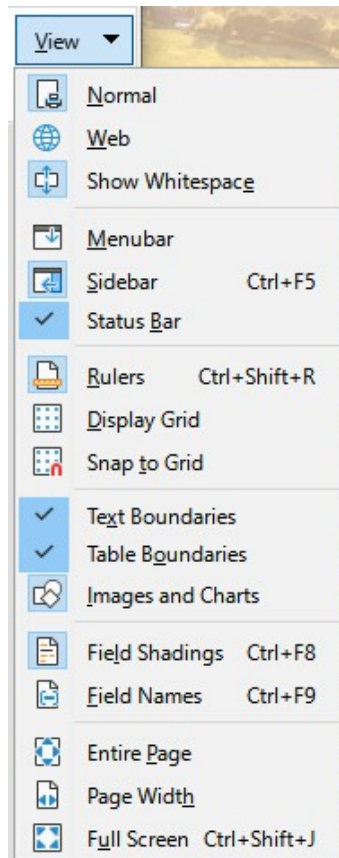 View
Normal
Web
Show Whitespace
Menubar
Sidebar Ctrl+F5
Status Bar
Rulers Ctrl+Shift+R
Display Grid
Snap to Grid
Text Boundaries
Table Boundaries
Images and Charts
Field Shadings Ctrl+F8
Field Names Ctrl+F9
Entire Page
Page Width
Full Screen Ctrl+Shift+J